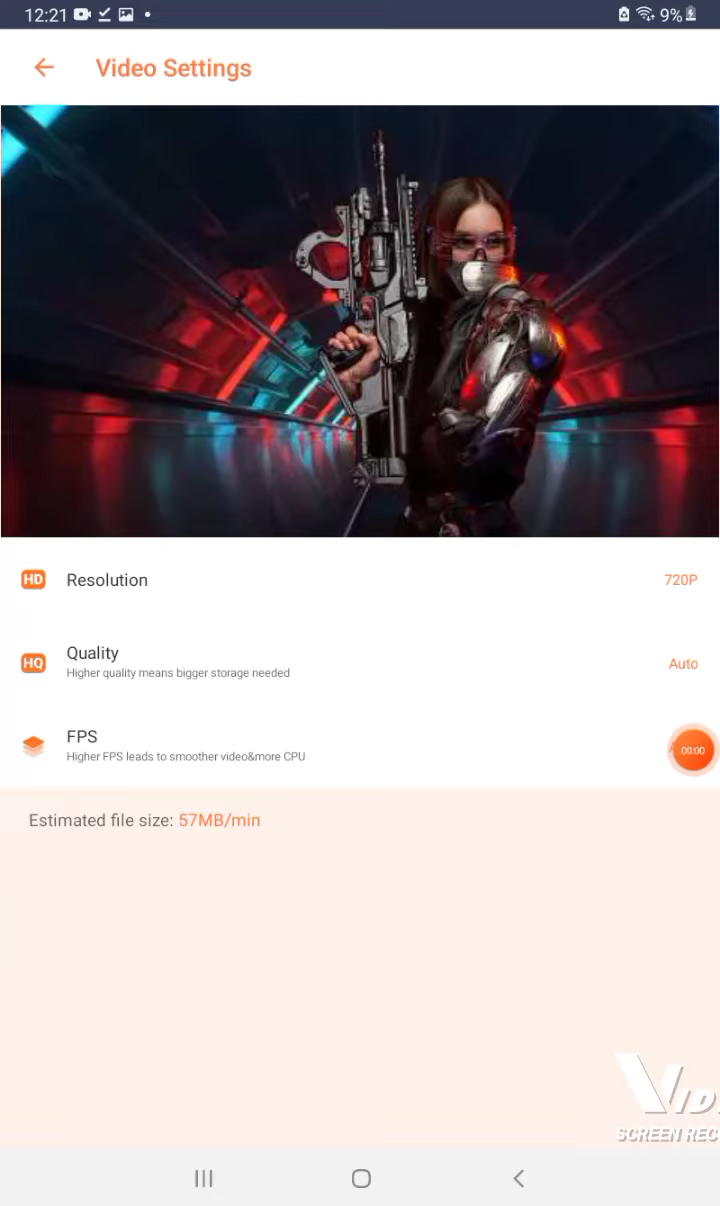 12:21 9%
Video Settings
HD Resolution 720P
HQ Quality Auto
Higher quality means bigger storage needed
FPS
Higher FPS leads to smoother video&more CPU
00:00
Estimated file size: 57MB/min
SCREEN REC